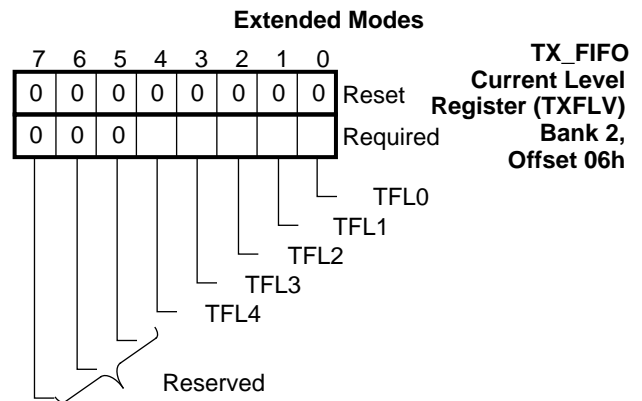 Extended Modes
7 6 5 4 3 2 1 0
TX_FIFO
Current Level
Register (TXFLV)
Bank 2,
Offset 06h
0 0 0 0 0 0 0 0 Reset
0 0 0 Required
TFL0
TFL1
TFL2
TFL3
TFL4
Reserved